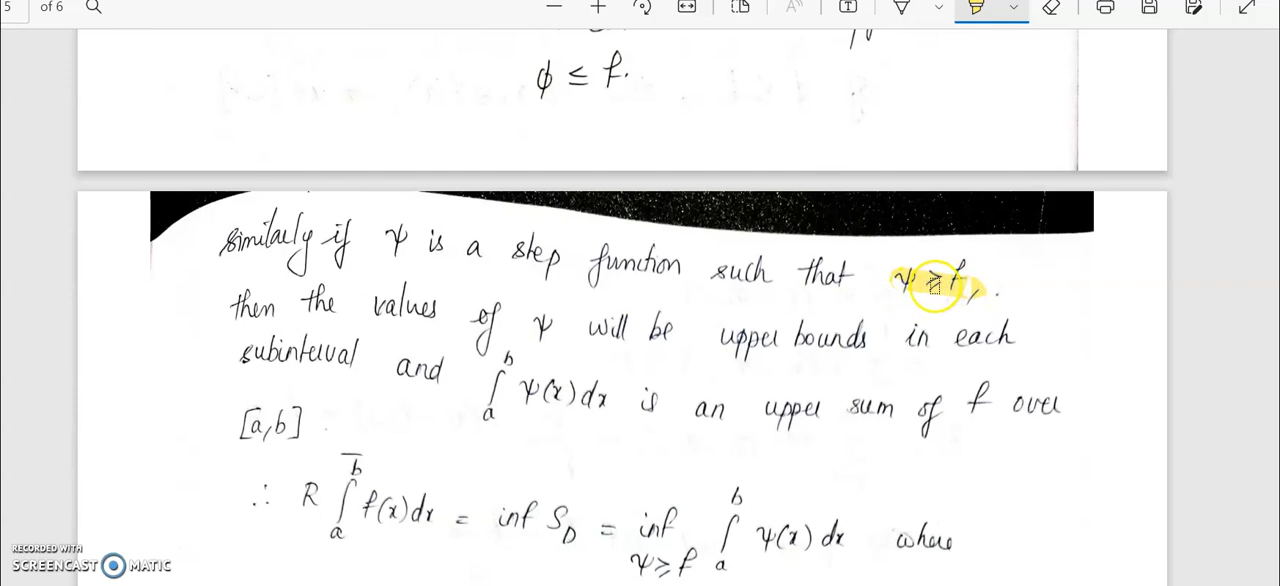 5 of 6
φ ≤ f.
similarly if ψ is a step function such that ψ ≥ f,.
then the values of ψ will be upper bounds in each
subinterval and ∫_a^b ψ(x)dx is an upper sum of f over
[a,b]
∴ R ∫_a^b̅ f(x)dx = inf S_D = inf_{ψ≥f} ∫_a^b ψ(x)dx where
RECORDED WITH
SCREENCAST MATIC